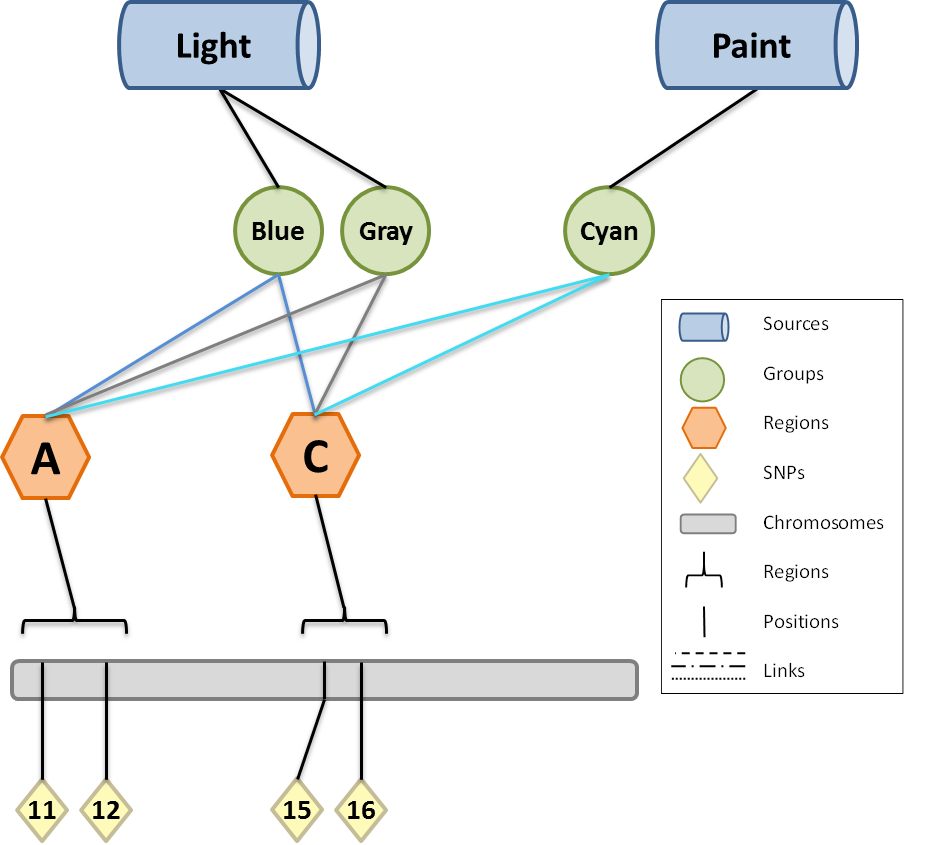 Light
Paint
Blue
Gray
Cyan
Sources
Groups
Regions
SNPs
Chromosomes
Regions
Positions
Links
A
C
11
12
15
16